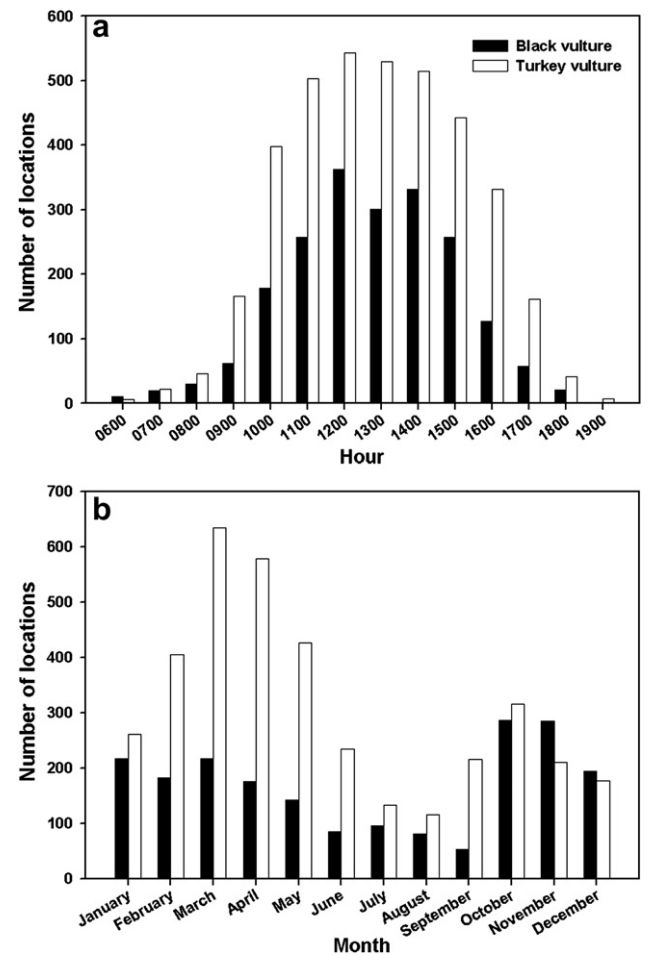 a
600
500
400
300
200
100
0
Number of locations
Black vulture
Turkey vulture
0600 0700 0800 0900 1000 1100 1200 1300 1400 1500 1600 1700 1800 1900
Hour
b
700
600
500
400
300
200
100
0
Number of locations
January February March April May June July August September October November December
Month